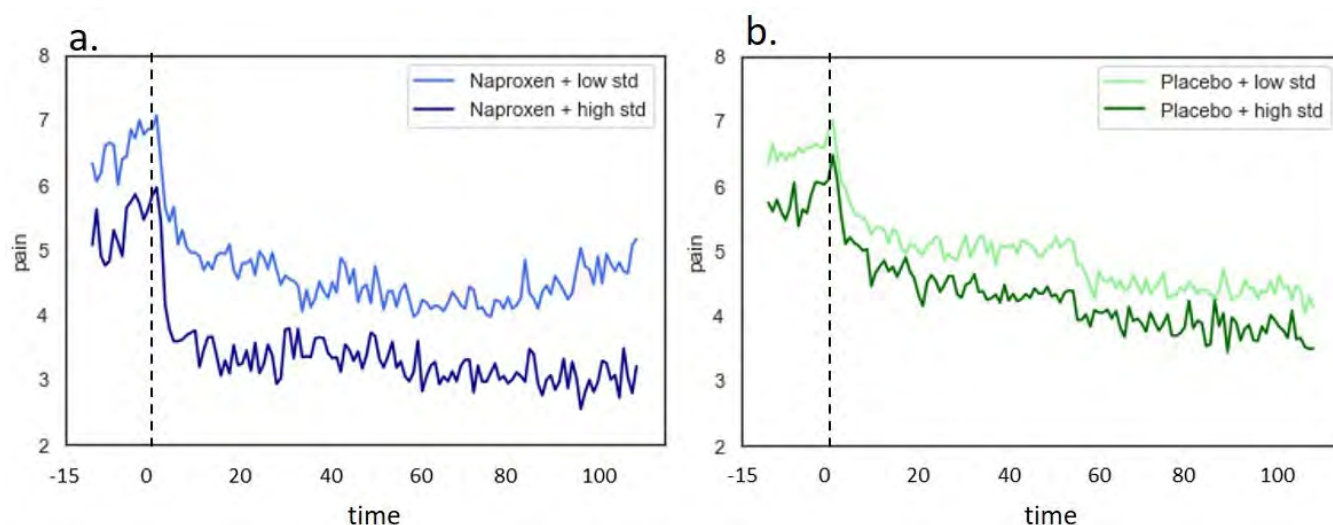 a.
8
7
6
5
4
3
2
pain
-15
0
20
40
60
80
100
time
Naproxen + low std
Naproxen + high std
b.
8
7
6
5
4
3
2
pain
-15
0
20
40
60
80
100
time
Placebo + low std
Placebo + high std